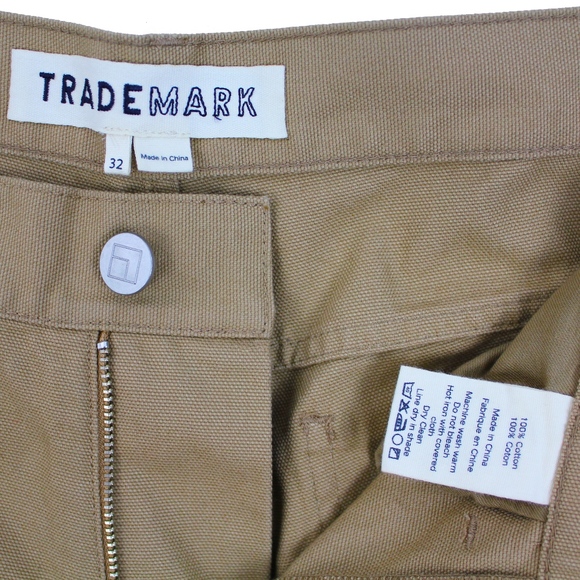 TRADEMARK
32
Made in China
100% Cotton
100% Coton
Made in China
Fabrique en Chine
Machine wash warm
Do not bleach
Hot iron with covered
cloth
Dry Clean
Line dry in shade